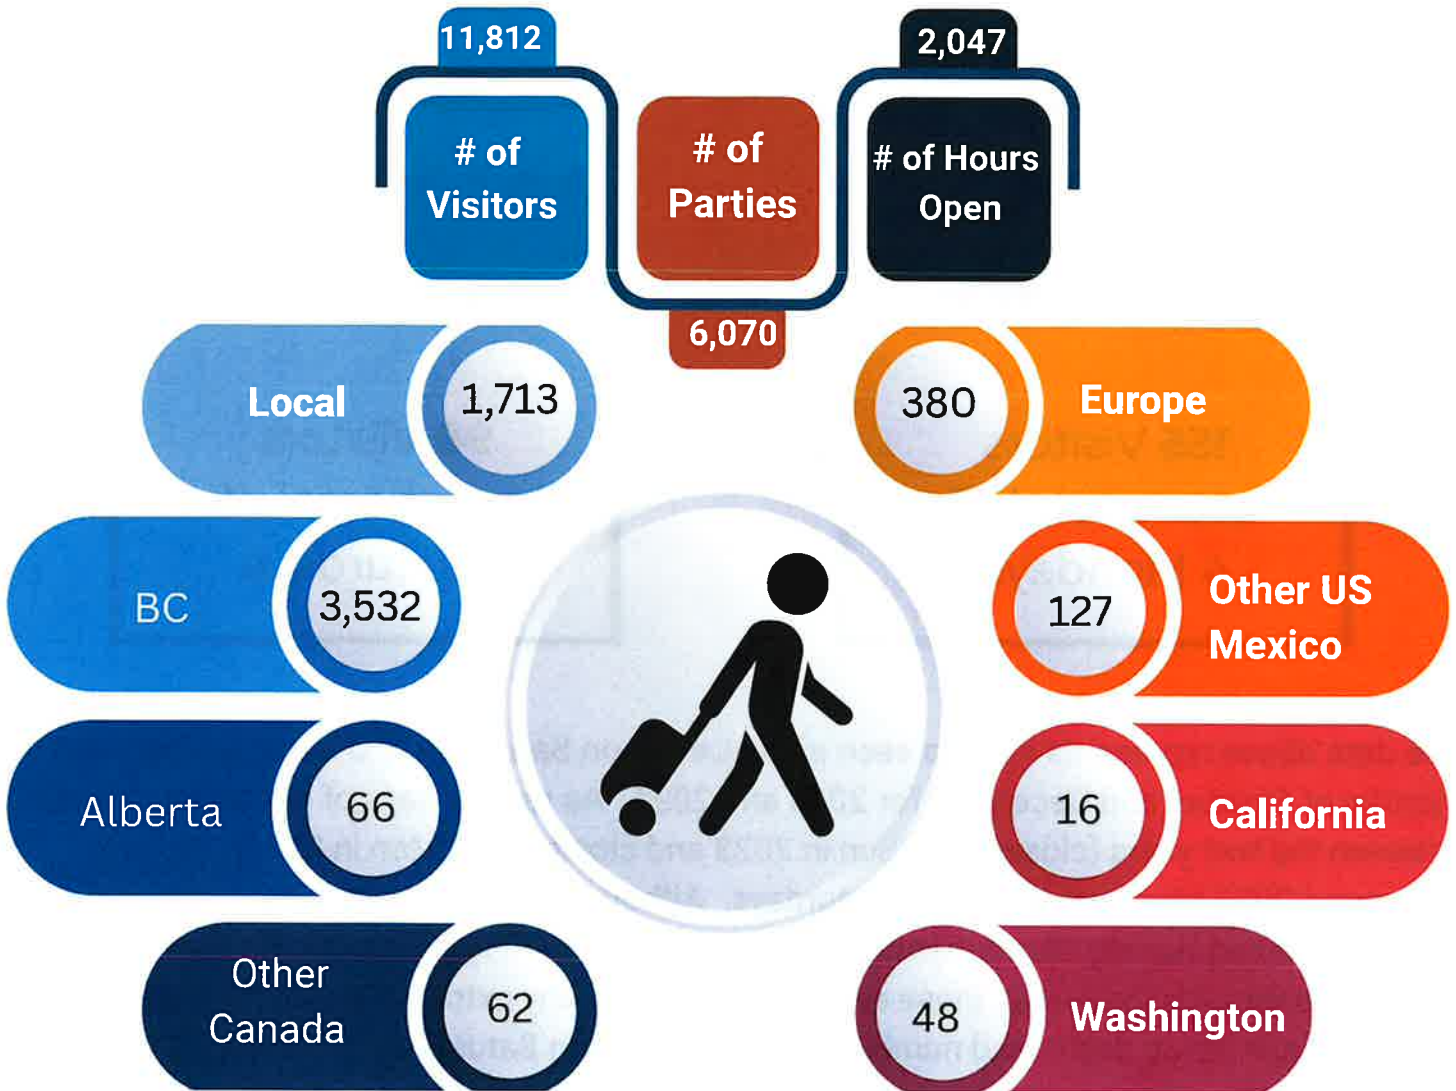 11,812
2,047
# of
Visitors
# of
Parties
# of Hours
Open
6,070
Local
1,713
380
Europe
BC
3,532
127
Other US
Mexico
Alberta
66
16
California
Other
Canada
62
48
Washington